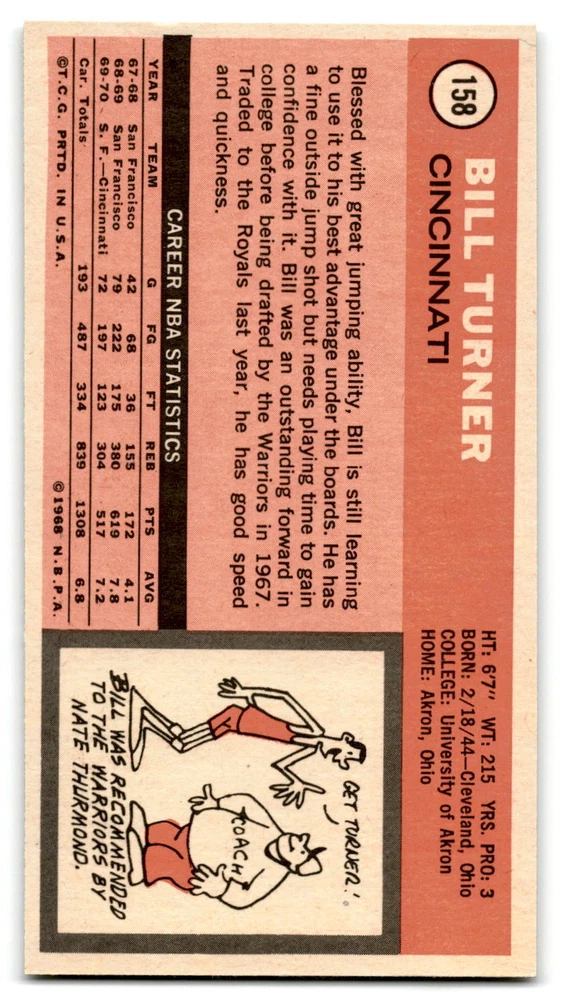 158
BILL TURNER
CINCINNATI
HT: 6'7" WT: 215 YRS. PRO: 3
BORN: 2/18/44—Cleveland, Ohio
COLLEGE: University of Akron
HOME: Akron, Ohio
Blessed with great jumping ability, Bill is still learning
to use it to his best advantage under the boards. He has
a fine outside jump shot but needs playing time to gain
confidence with it. Bill was an outstanding forward in
college before being drafted by the Warriors in 1967.
Traded to the Royals last year, he has good speed
and quickness.
CAREER NBA STATISTICS
YEAR TEAM G FG FT REB PTS AVG
67-68 San Francisco 42 68 36 155 172 4.1
68-69 San Francisco 79 222 175 380 619 7.8
69-70 S. F.—Cincinnati 72 197 123 304 517 7.2
Car. Totals 193 487 334 839 1308 6.8
©T.C.G. PRTD. IN U.S.A. ©1968 N.B.P.A.
GET TURNER!
COACH
BILL WAS RECOMMENDED
TO THE WARRIORS BY
NATE THURMOND.